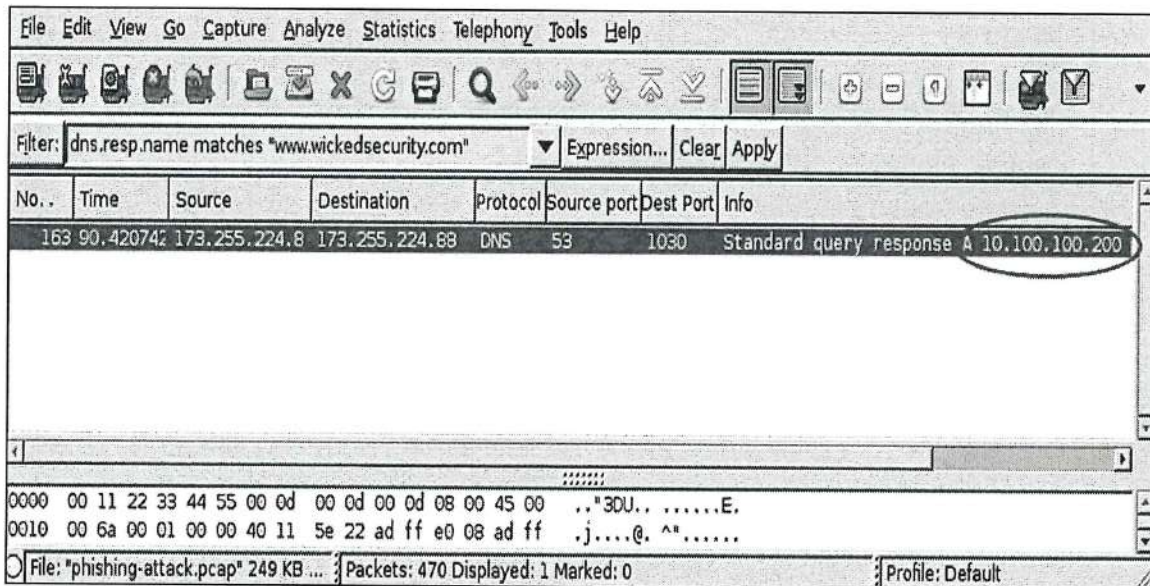 File Edit View Go Capture Analyze Statistics Telephony Tools Help
Filter: dns.resp.name matches "www.wickedsecurity.com" Expression... Clear Apply
No.. Time Source Destination Protocol Source port Dest Port Info
163 90.420742 173.255.224.8 173.255.224.88 DNS 53 1030 Standard query response A 10.100.100.200
0000 00 11 22 33 44 55 00 0d 00 0d 00 0d 08 00 45 00 .."3DU.. ......E.
0010 00 6a 00 01 00 00 40 11 5e 22 ad ff e0 08 ad ff .j....@. ^"......
File: "phishing-attack.pcap" 249 KB ... Packets: 470 Displayed: 1 Marked: 0 Profile: Default